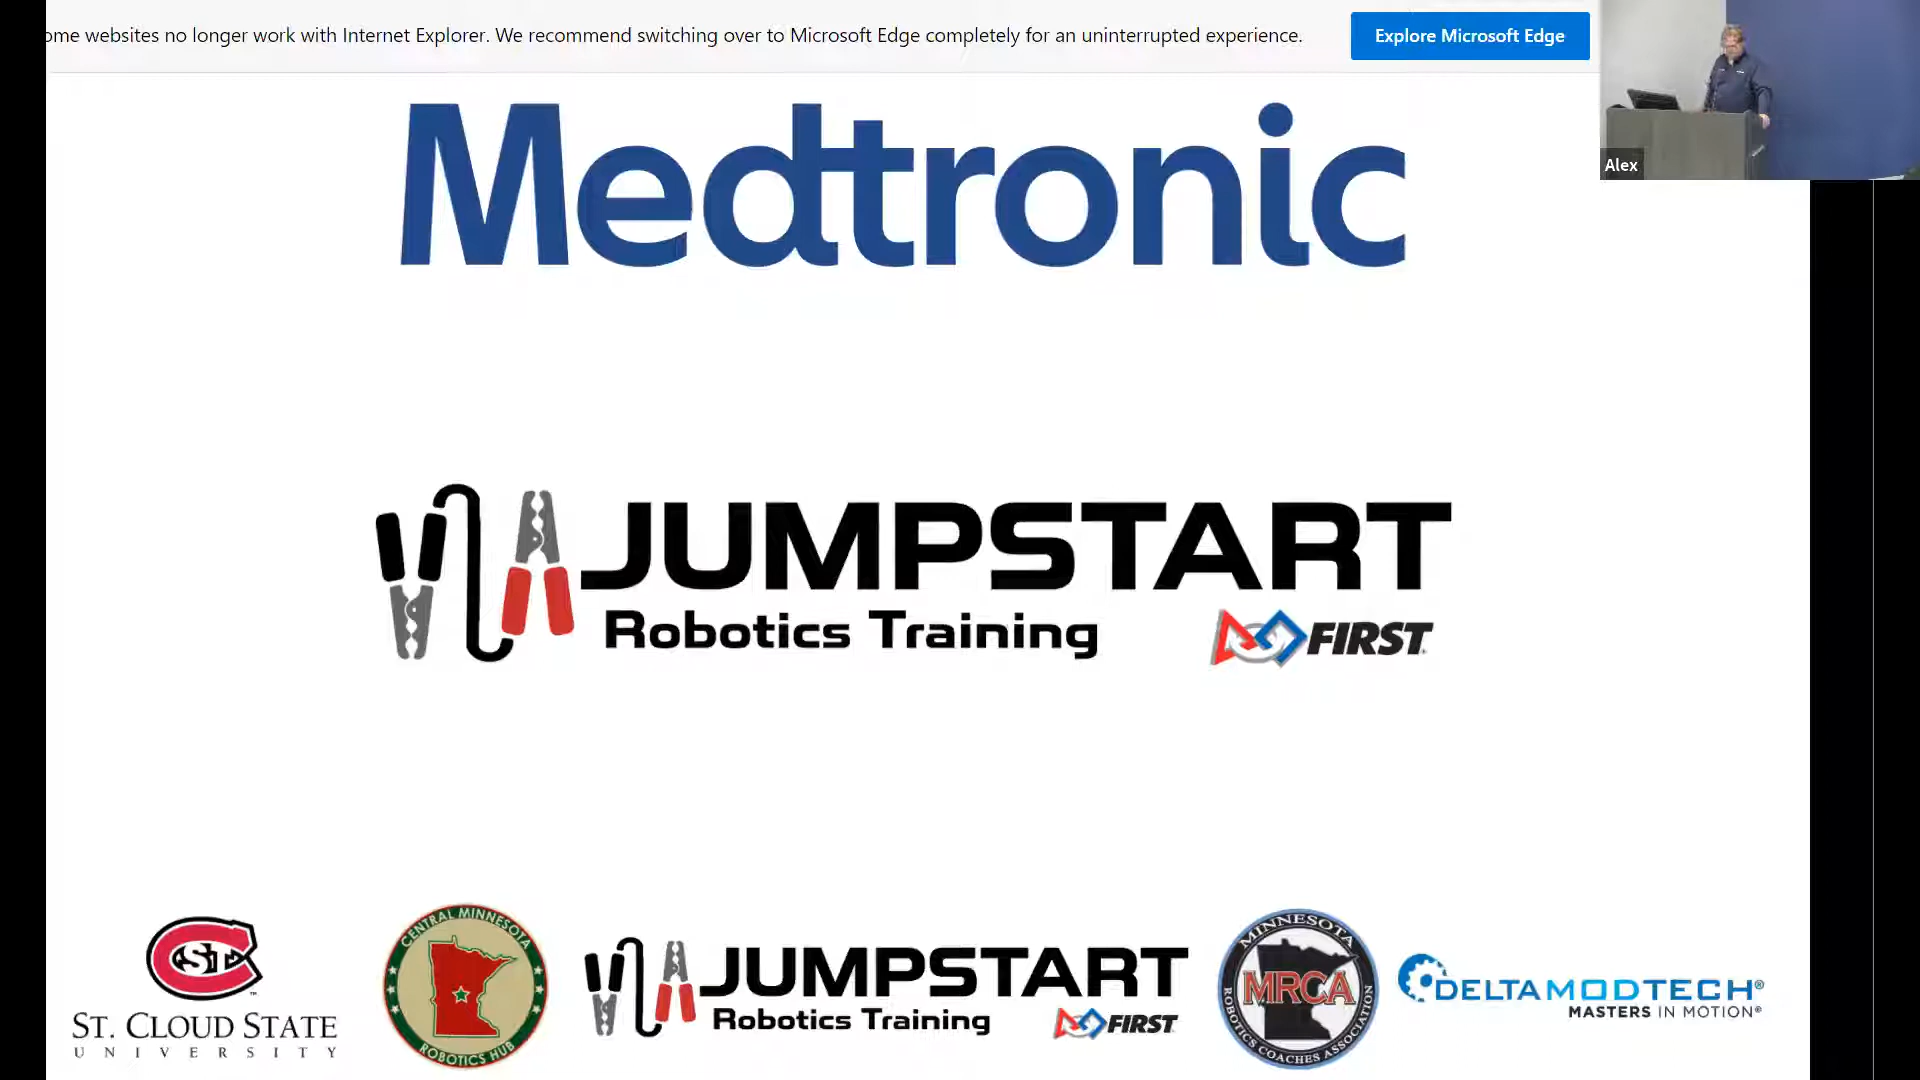 ome websites no longer work with Internet Explorer. We recommend switching over to Microsoft Edge completely for an uninterrupted experience.
Explore Microsoft Edge
Alex
Medtronic
JUMPSTART
Robotics Training
FIRST
ST. CLOUD STATE
UNIVERSITY
CENTRAL MINNESOTA
ROBOTICS HUB
JUMPSTART
Robotics Training
FIRST
MINNESOTA
MRCA
ROBOTICS COACHES ASSOCIATION
DELTAMODTECH®
MASTERS IN MOTION®